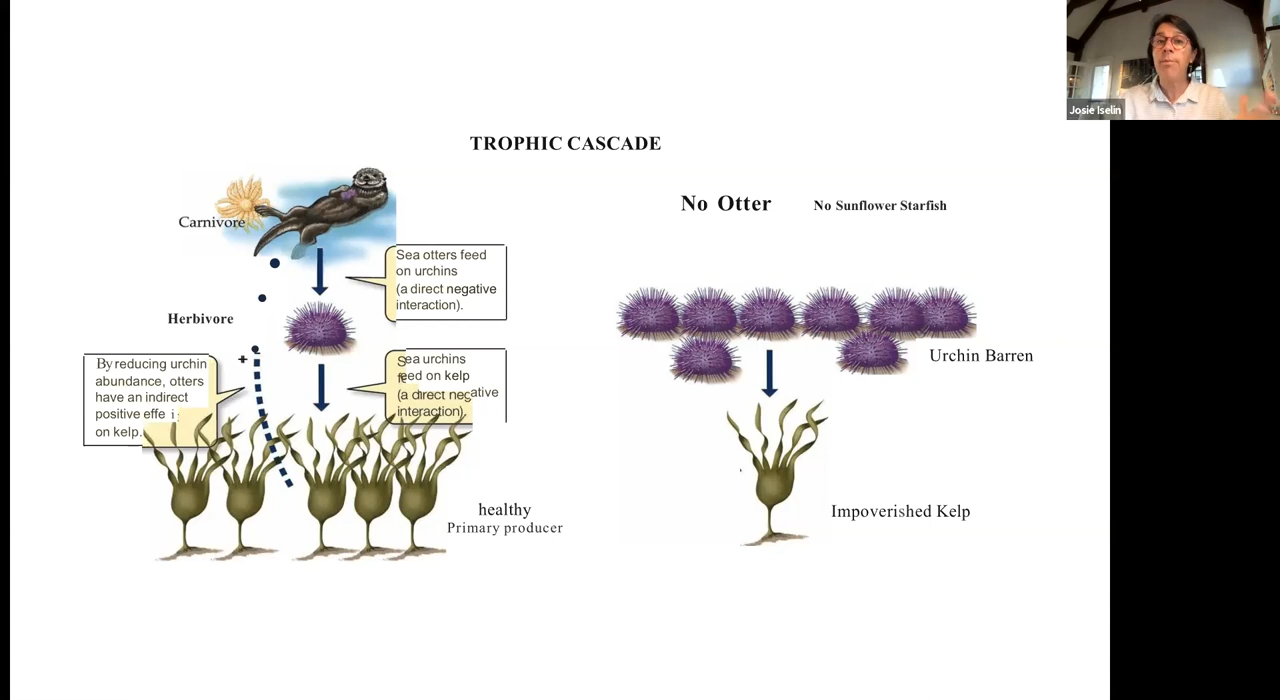 Josie Iselin
TROPHIC CASCADE
Carnivore
Sea otters feed
on urchins
(a direct negative
interaction).
Herbivore
+
Sea urchins
feed on kelp
(a direct negative
interaction).
By reducing urchin
abundance, otters
have an indirect
positive effe i
on kelp.
healthy
Primary producer
No Otter
No Sunflower Starfish
Urchin Barren
Impoverished Kelp